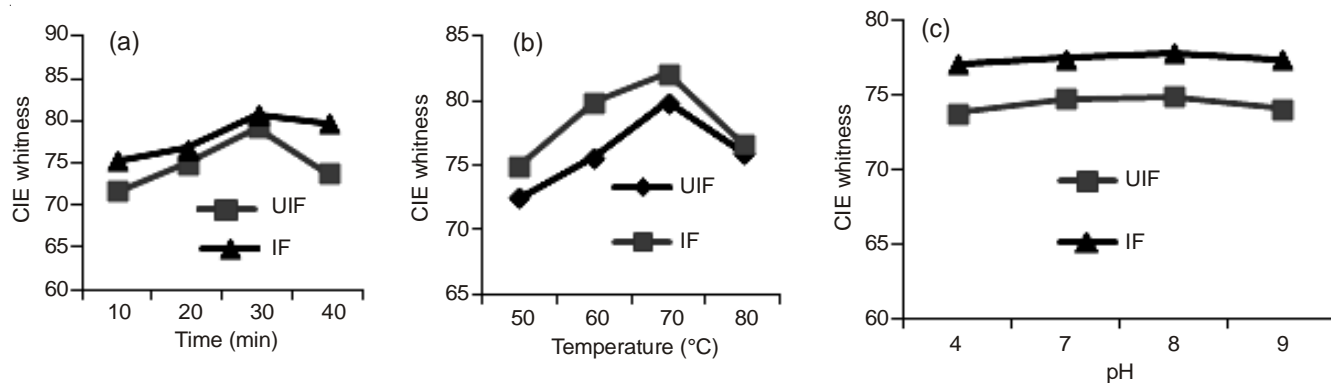 (a)
CIE whitness
90
85
80
75
70
65
60
UIF
IF
10 20 30 40
Time (min)
(b)
CIE whitness
85
80
75
70
65
UIF
IF
50 60 70 80
Temperature (°C)
(c)
CIE whitness
80
75
70
65
60
UIF
IF
4 7 8 9
pH